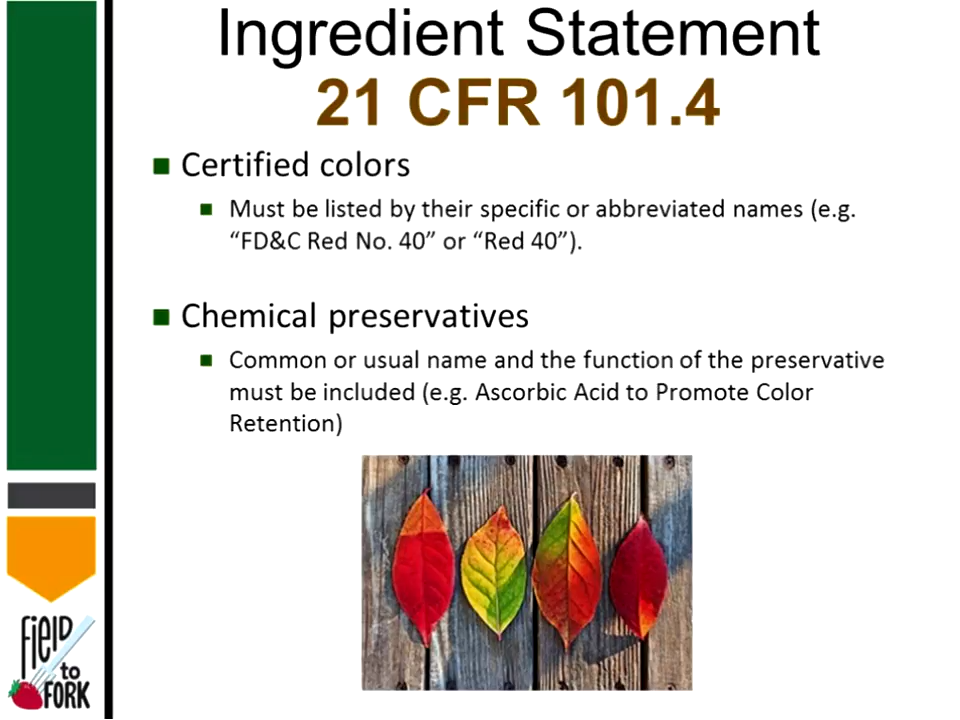 Ingredient Statement
21 CFR 101.4
Certified colors
Must be listed by their specific or abbreviated names (e.g.
“FD&C Red No. 40” or “Red 40”).
Chemical preservatives
Common or usual name and the function of the preservative
must be included (e.g. Ascorbic Acid to Promote Color
Retention)
field
to
FORK